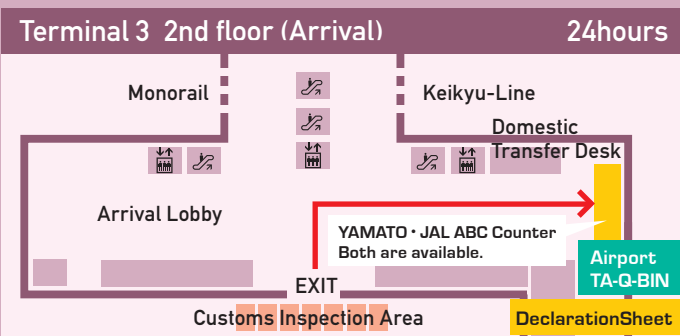 Terminal 3 2nd floor (Arrival)
24hours
Monorail
Keikyu-Line
Domestic
Transfer Desk
Arrival Lobby
YAMATO・JAL ABC Counter
Both are available.
Airport
TA-Q-BIN
EXIT
Customs Inspection Area
DeclarationSheet